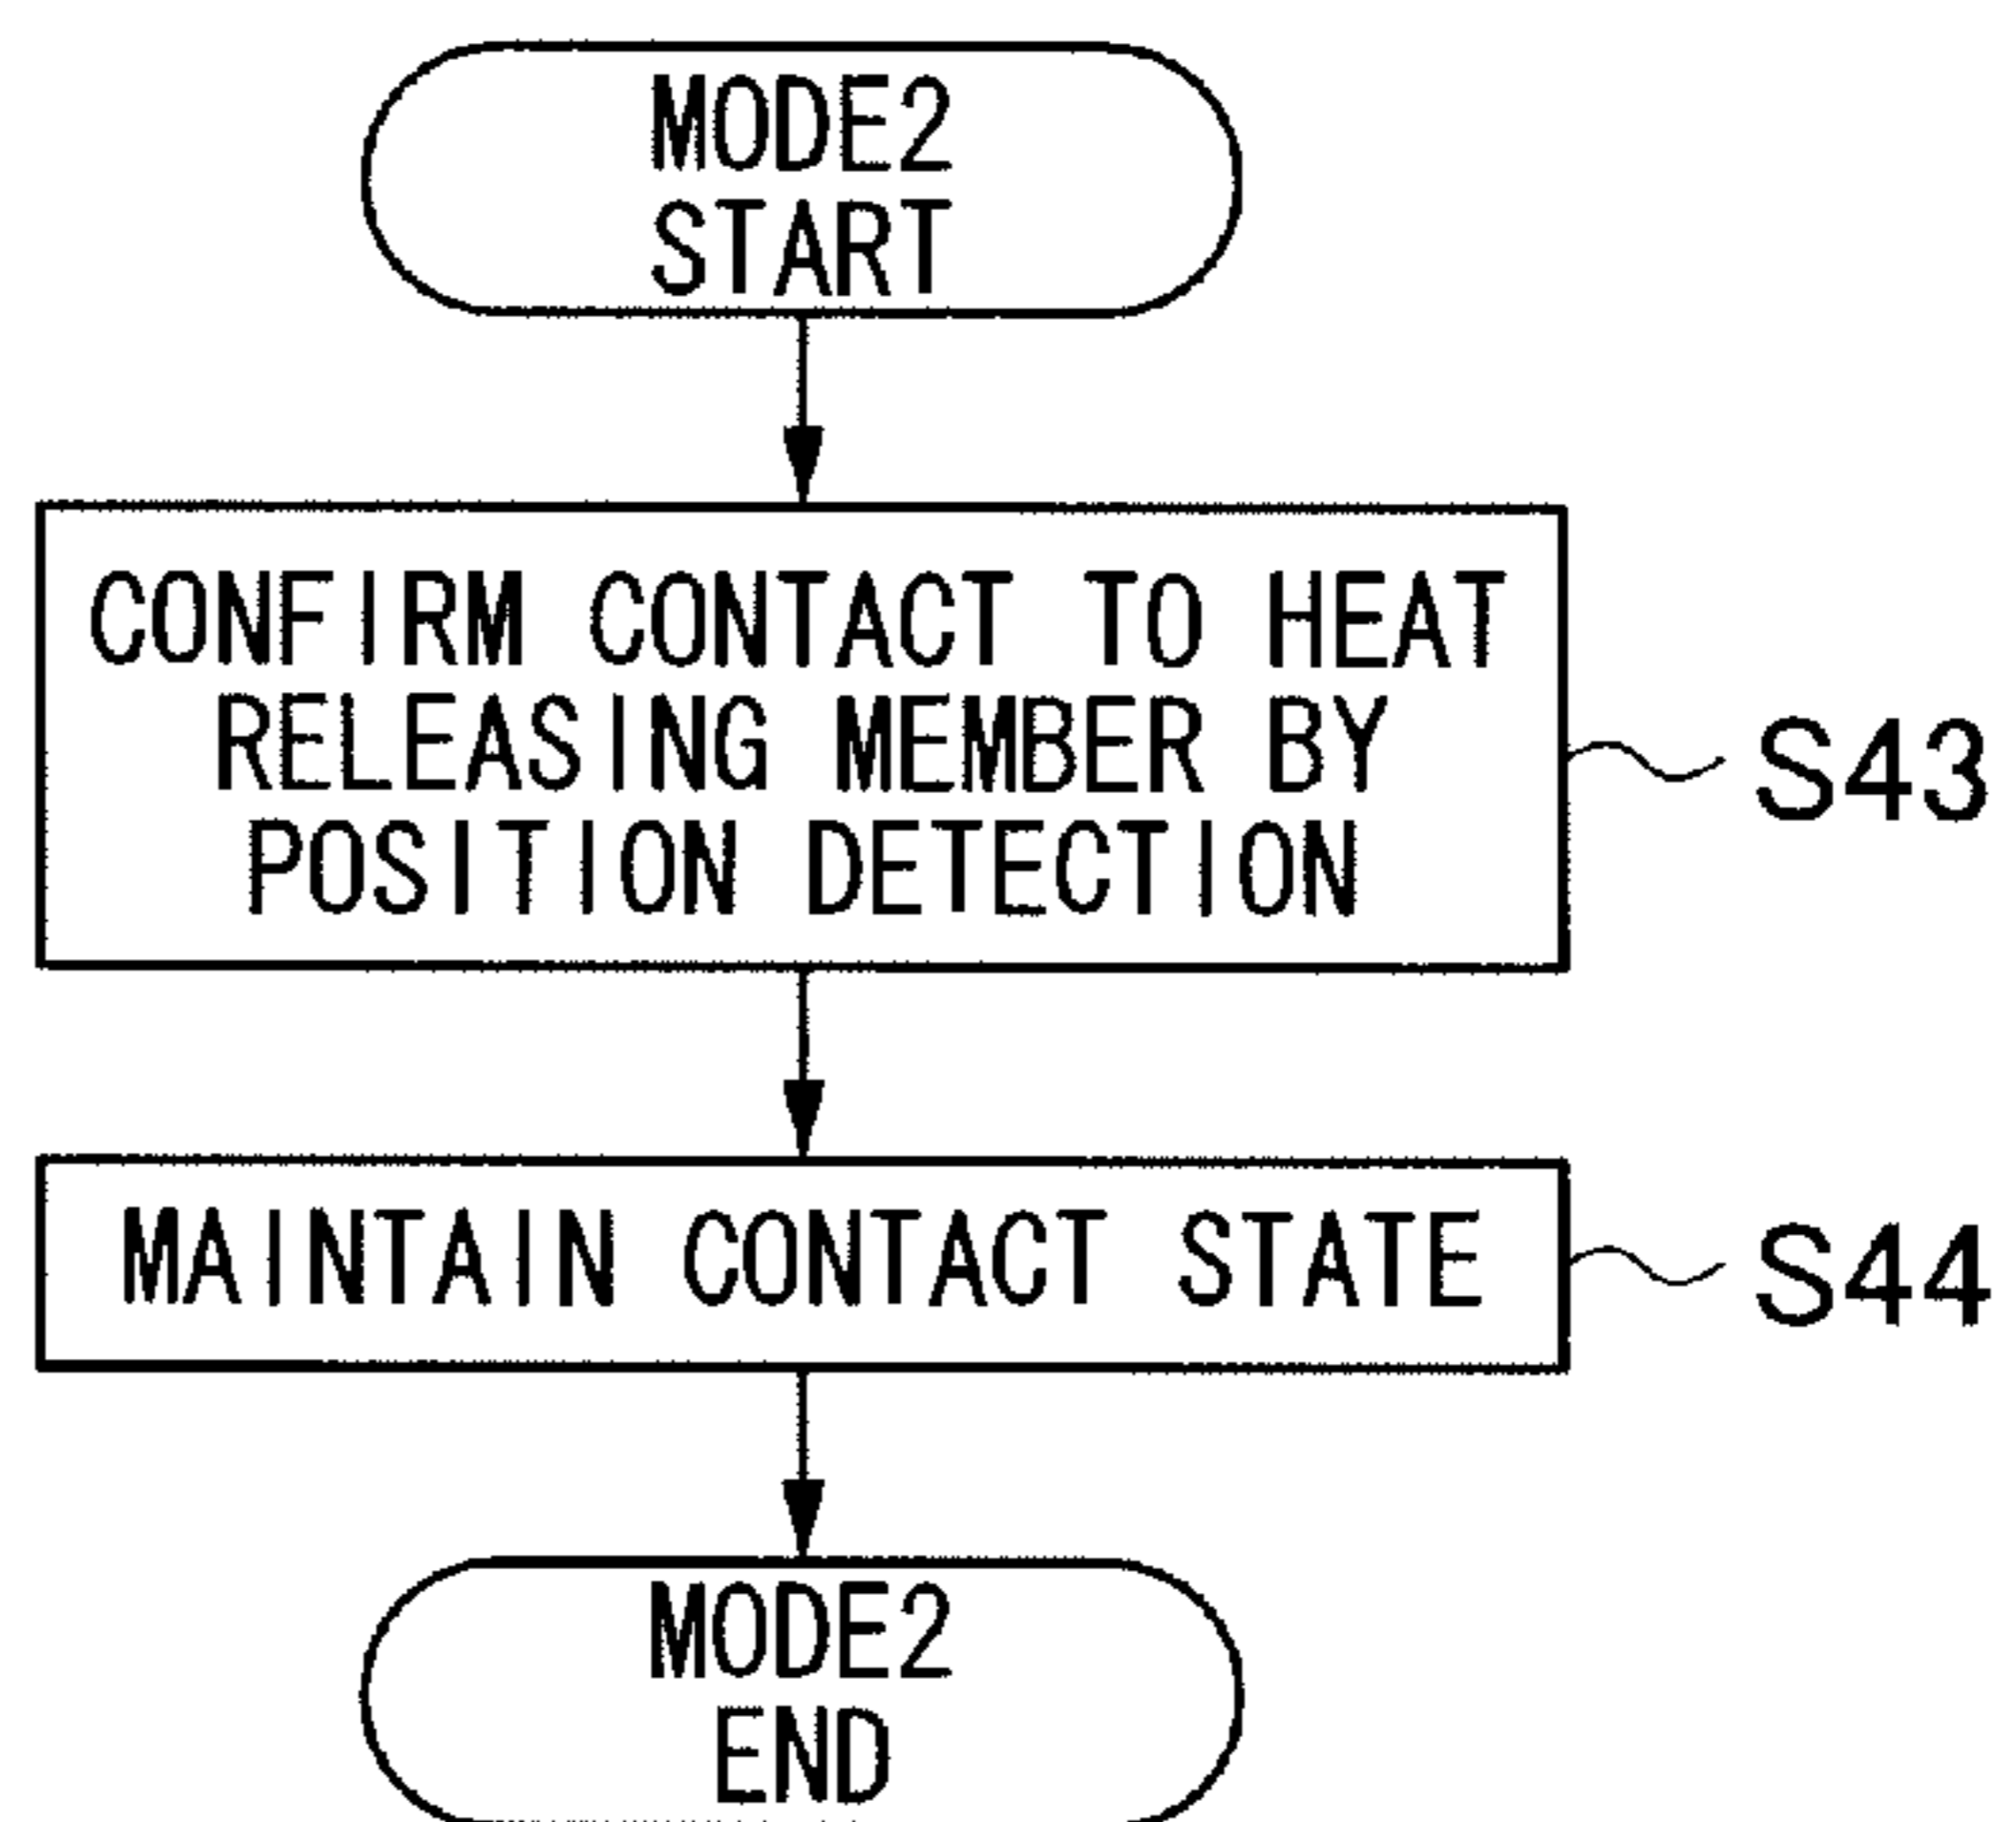 MODE2
START
CONFIRM CONTACT TO HEAT
RELEASING MEMBER BY
POSITION DETECTION
S43
MAINTAIN CONTACT STATE
S44
MODE2
END